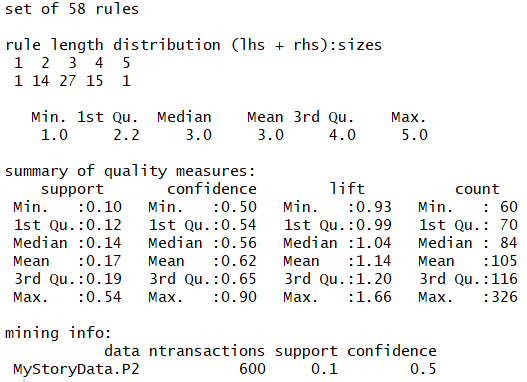 set of 58 rules
rule length distribution (lhs + rhs):sizes
1 2 3 4 5
1 14 27 15 1
Min. 1st Qu. Median Mean 3rd Qu. Max.
1.0 2.2 3.0 3.0 4.0 5.0
summary of quality measures:
support confidence lift count
Min. :0.10 Min. :0.50 Min. :0.93 Min. : 60
1st Qu.:0.12 1st Qu.:0.54 1st Qu.:0.99 1st Qu.: 70
Median :0.14 Median :0.56 Median :1.04 Median : 84
Mean :0.17 Mean :0.62 Mean :1.14 Mean :105
3rd Qu.:0.19 3rd Qu.:0.65 3rd Qu.:1.20 3rd Qu.:116
Max. :0.54 Max. :0.90 Max. :1.66 Max. :326
mining info:
data ntransactions support confidence
MyStoryData.P2 600 0.1 0.5